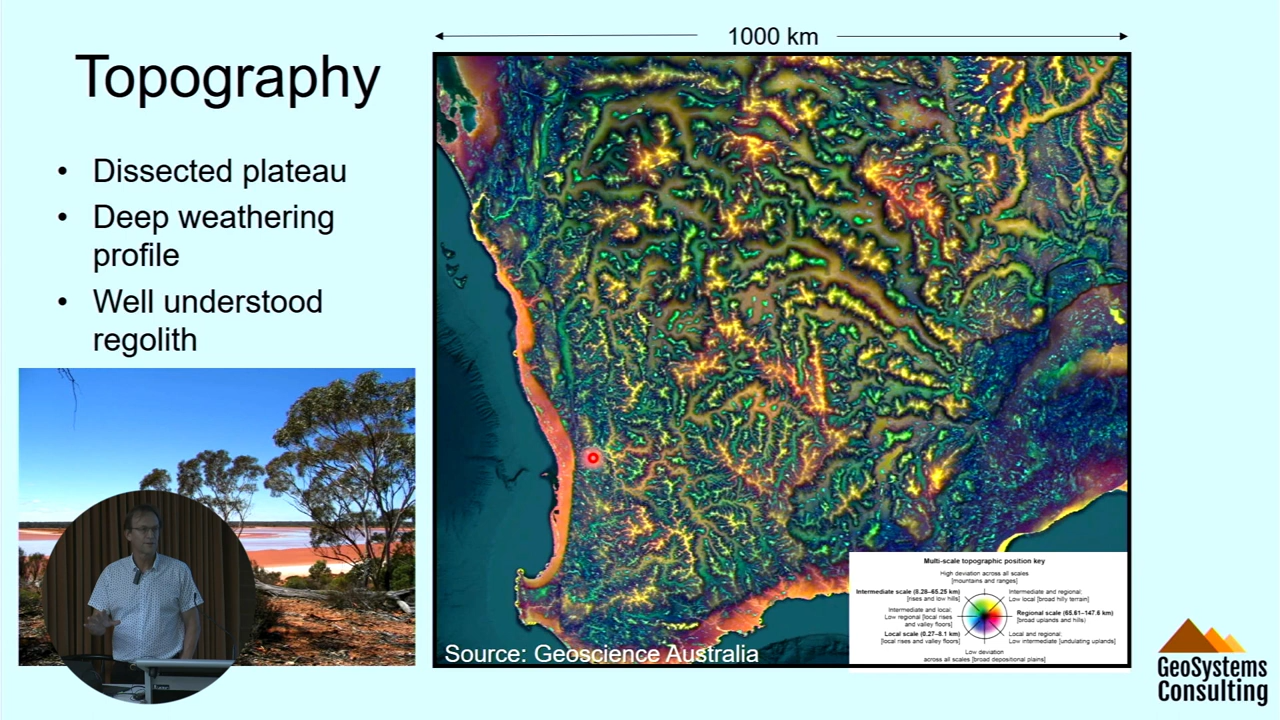 1000 km
Topography
• Dissected plateau
• Deep weathering
profile
• Well understood
regolith
Multi-scale topographic position key
High deviation across all scales
[mountains and ranges]
Intermediate scale (8.28–65.25 km)
[rises and low hills]
Intermediate and regional:
Low local [broad hilly terrain]
Intermediate and local:
Low regional [local rises
and valley floors]
Regional scale (65.61–147.6 km)
[broad uplands and hills]
Local scale (0.27–8.1 km)
[local rises and valley floors]
Local and regional:
Low intermediate [undulating uplands]
Low deviation
across all scales [broad depositional plains]
Source: Geoscience Australia
GeoSystems
Consulting